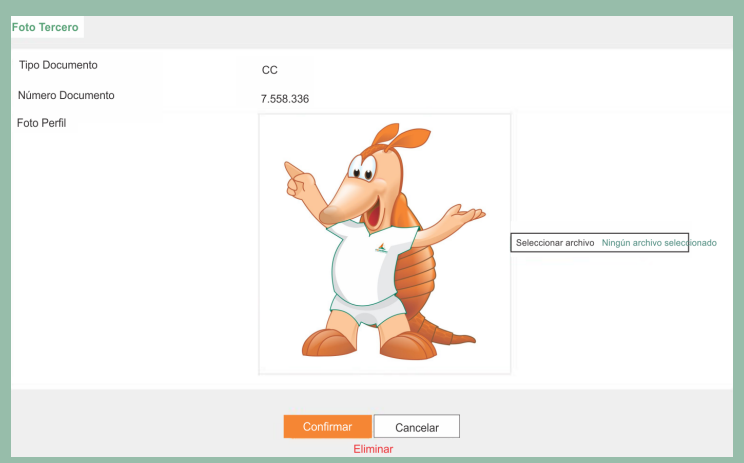 Foto Tercero
Tipo Documento
CC
Número Documento
7.558.336
Foto Perfil
Seleccionar archivo Ningún archivo seleccionado
Confirmar
Cancelar
Eliminar